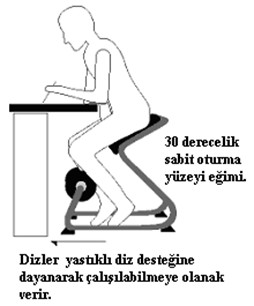 30 derecelik
sabit oturma
yüzeyi eğimi.
Dizler yastıklı diz desteğine
dayanarak çalışılabilmeye olanak
verir.